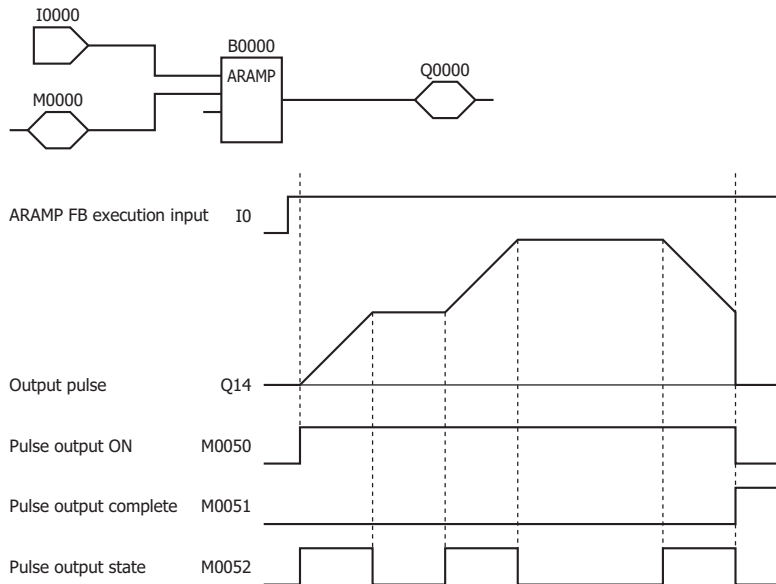 I0000
B0000
ARAMP
Q0000
M0000
ARAMP FB execution input I0
Output pulse Q14
Pulse output ON M0050
Pulse output complete M0051
Pulse output state M0052